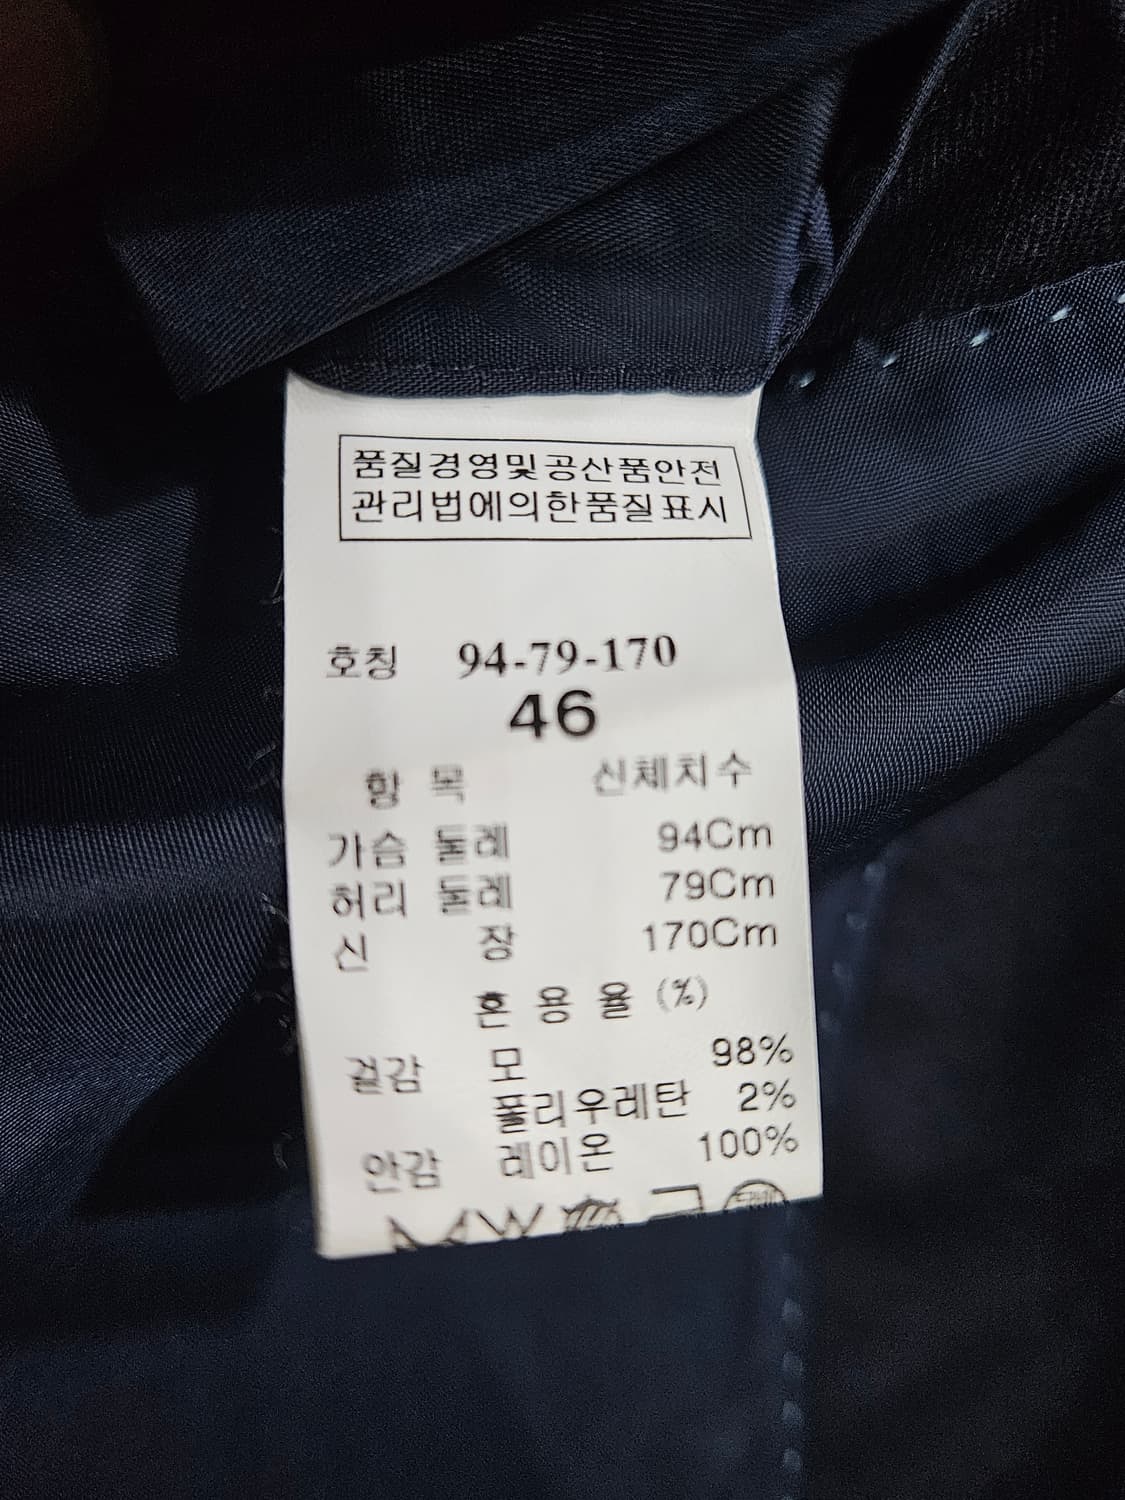 품질경영및공산품안전
관리법에의한품질표시
호칭 94-79-170
46
항 목 신체치수
가슴 둘레 94Cm
허리 둘레 79Cm
신 장 170Cm
혼 용 율 (%)
겉감 모 98%
폴리우레탄 2%
안감 레이온 100%